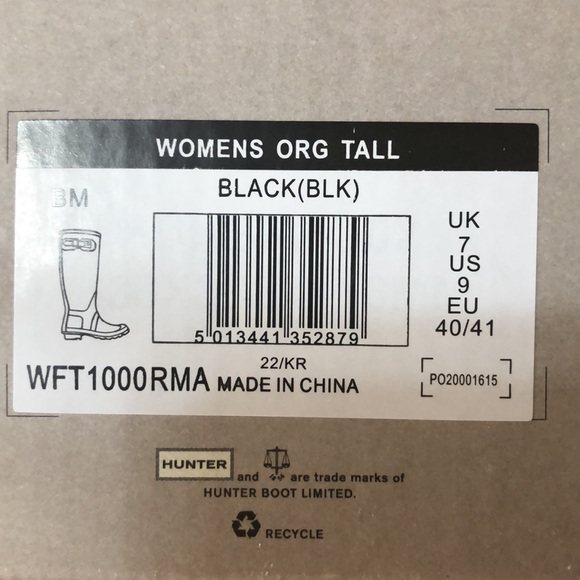 WOMENS ORG TALL
BM
BLACK(BLK)
5 013441 352879
22/KR
WFT1000RMA MADE IN CHINA
UK
7
US
9
EU
40/41
PO20001615
HUNTER and are trade marks of
HUNTER BOOT LIMITED.
RECYCLE